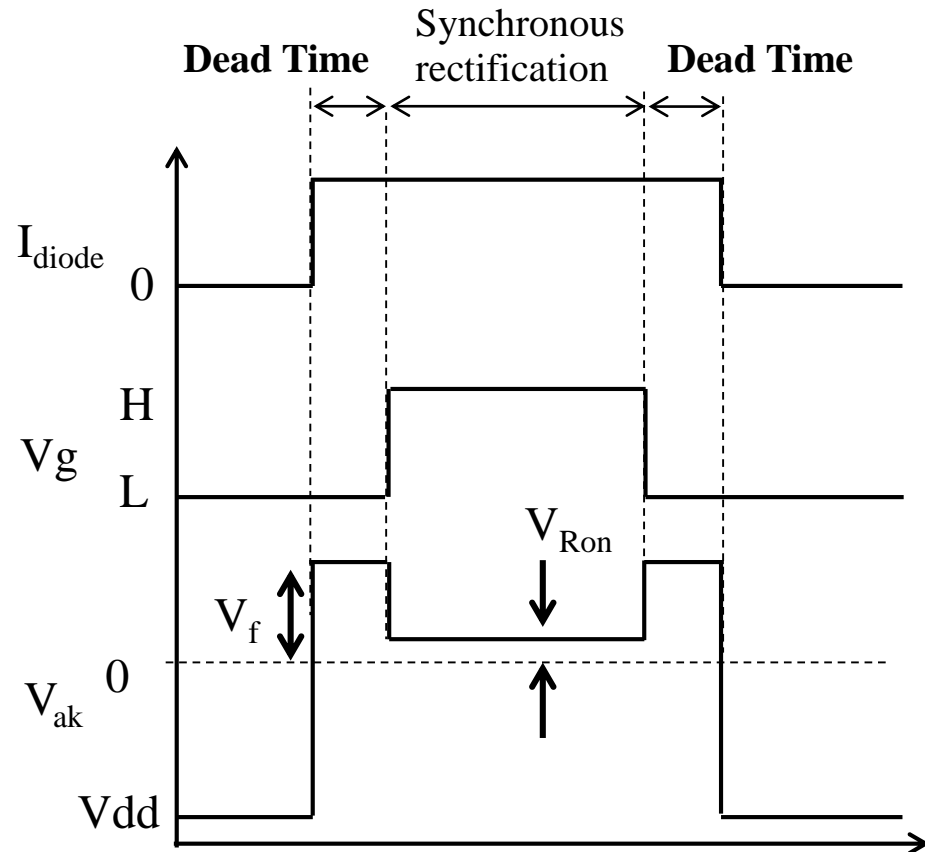 Synchronous
Dead Time rectification Dead Time
I_diode
0
H
Vg
L
V_Ron
V_f
0
V_ak
Vdd